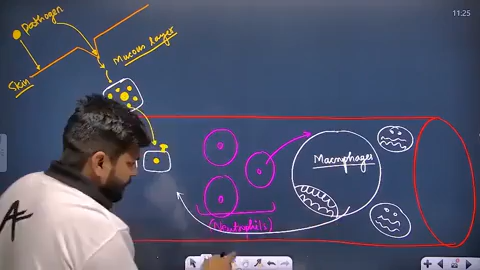 11:25
Pathogen
Mucous layer
Skin
Macrophages
(Neutrophils)